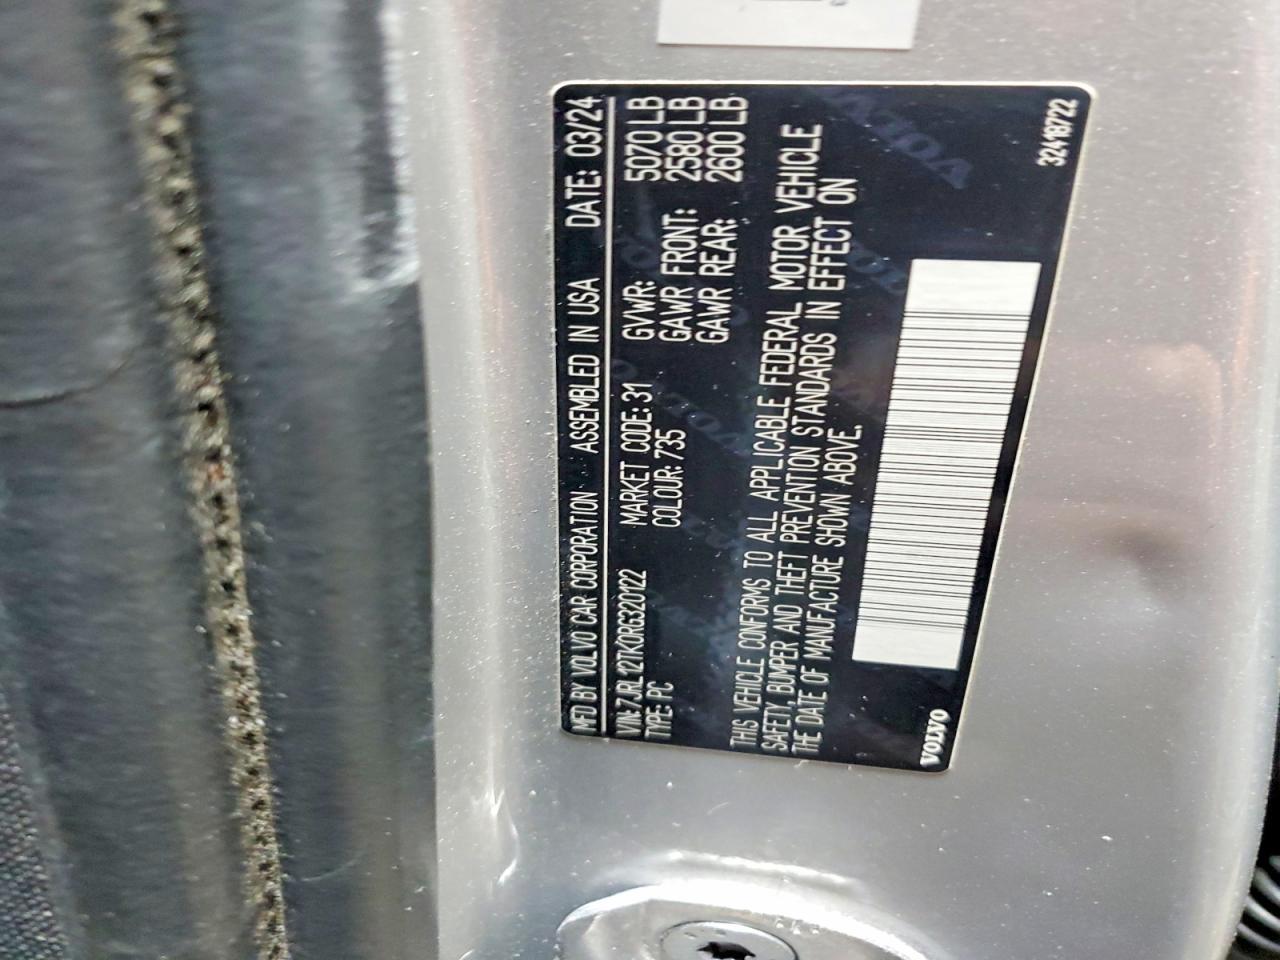 MFD BY VOLVO CAR CORPORATION ASSEMBLED IN USA DATE: 03/24
VIN: 7JRL12TK0RG320122 MARKET CODE: 31 GVWR: 5070 LB
TYPE: PC COLOUR: 735 GAWR FRONT: 2580 LB
GAWR REAR: 2600 LB
THIS VEHICLE CONFORMS TO ALL APPLICABLE FEDERAL MOTOR VEHICLE
SAFETY, BUMPER AND THEFT PREVENTION STANDARDS IN EFFECT ON
THE DATE OF MANUFACTURE SHOWN ABOVE.
VOLVO 32418722